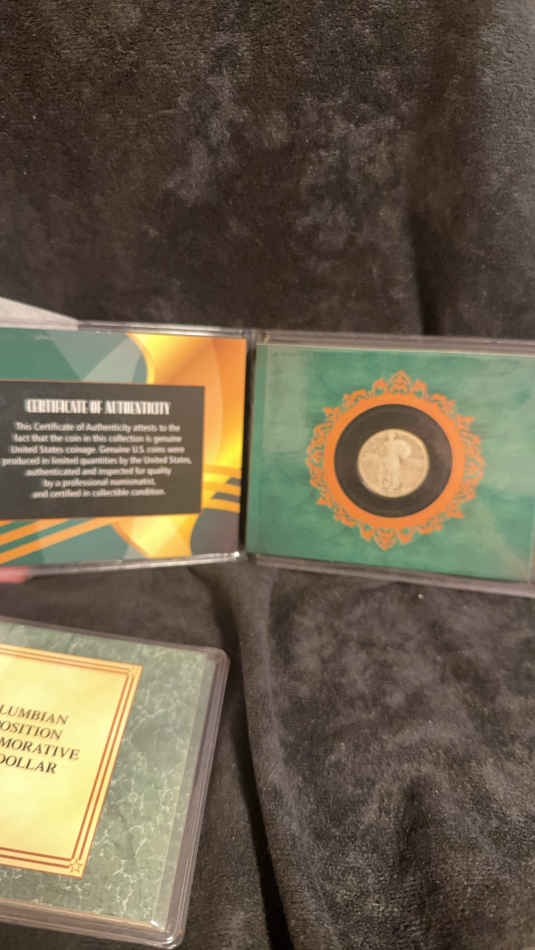 CERTIFICATE OF AUTHENTICITY
This Certificate of Authenticity attests to the
fact that the coin in this collection is genuine
United States coinage. Genuine U.S. coins were
produced in limited quantities by the United States,
authenticated and inspected for quality
by a professional numismatist,
and certified in collectible condition.
LUMBIAN
OSITION
MORATIVE
DOLLAR